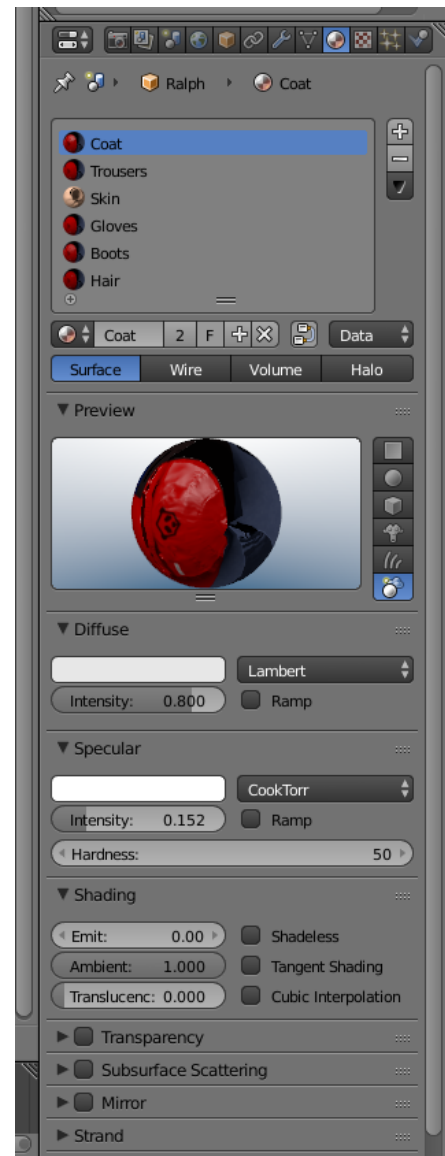 Ralph Coat
Coat
Trousers
Skin
Gloves
Boots
Hair
Coat 2 F Data
Surface Wire Volume Halo
Preview
Diffuse
Lambert
Intensity: 0.800 Ramp
Specular
CookTorr
Intensity: 0.152 Ramp
Hardness: 50
Shading
Emit: 0.00 Shadeless
Ambient: 1.000 Tangent Shading
Translucenc: 0.000 Cubic Interpolation
Transparency
Subsurface Scattering
Mirror
Strand